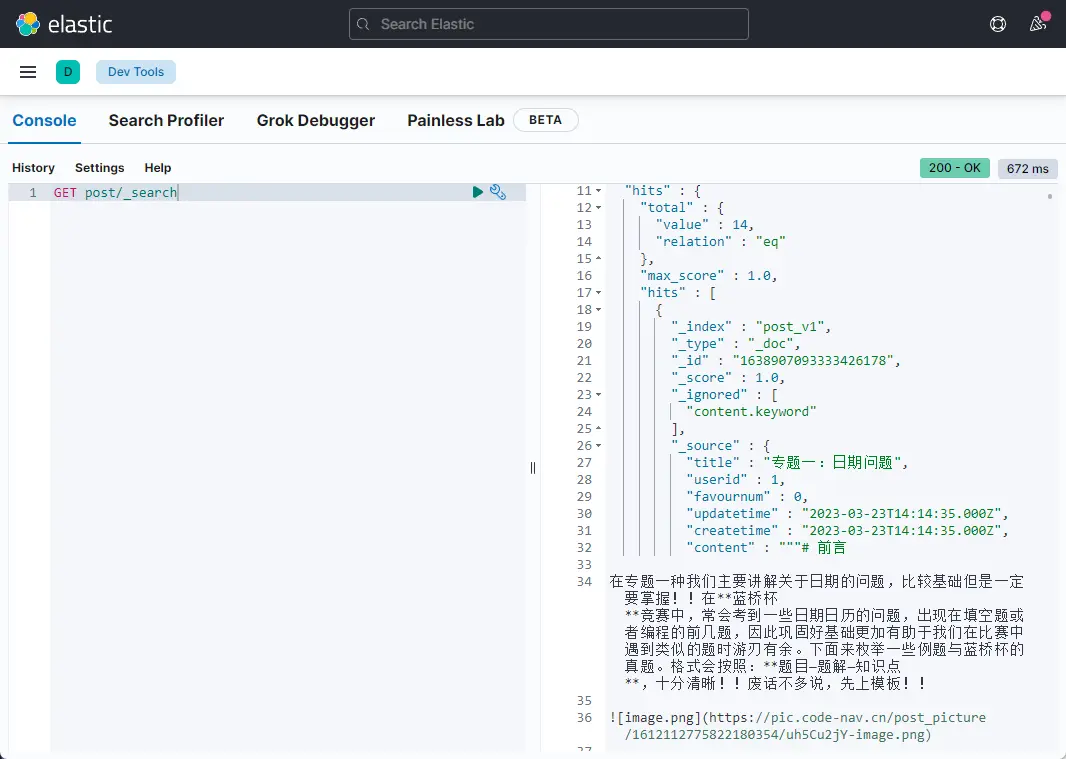 elastic
Search Elastic
D
Dev Tools
Console
Search Profiler
Grok Debugger
Painless Lab
BETA
History
Settings
Help
200 - OK
672 ms
1 GET post/_search
11 "hits" : {
12 "total" : {
13 "value" : 14,
14 "relation" : "eq"
15 },
16 "max_score" : 1.0,
17 "hits" : [
18 {
19 "_index" : "post_v1",
20 "_type" : "_doc",
21 "_id" : "1638907093333426178",
22 "_score" : 1.0,
23 "_ignored" : [
24 "content.keyword"
25 ],
26 "_source" : {
27 "title" : "专题一：日期问题",
28 "userid" : 1,
29 "favournum" : 0,
30 "updatetime" : "2023-03-23T14:14:35.000Z",
31 "createtime" : "2023-03-23T14:14:35.000Z",
32 "content" : """# 前言
33
34 在专题一种我们主要讲解关于日期的问题，比较基础但是一定
要掌握！！在**蓝桥杯
**竞赛中，常会考到一些日期日历的问题，出现在填空题或
者编程的前几题，因此巩固好基础更加有助于我们在比赛中
遇到类似的题时游刃有余。下面来枚举一些例题与蓝桥杯的
真题。格式会按照：**题目—题解—知识点
**，十分清晰！！废话不多说，先上模板！！
35
36 ![image.png](https://pic.code-nav.cn/post_picture
/1612112775822180354/uh5Cu2jY-image.png)
37